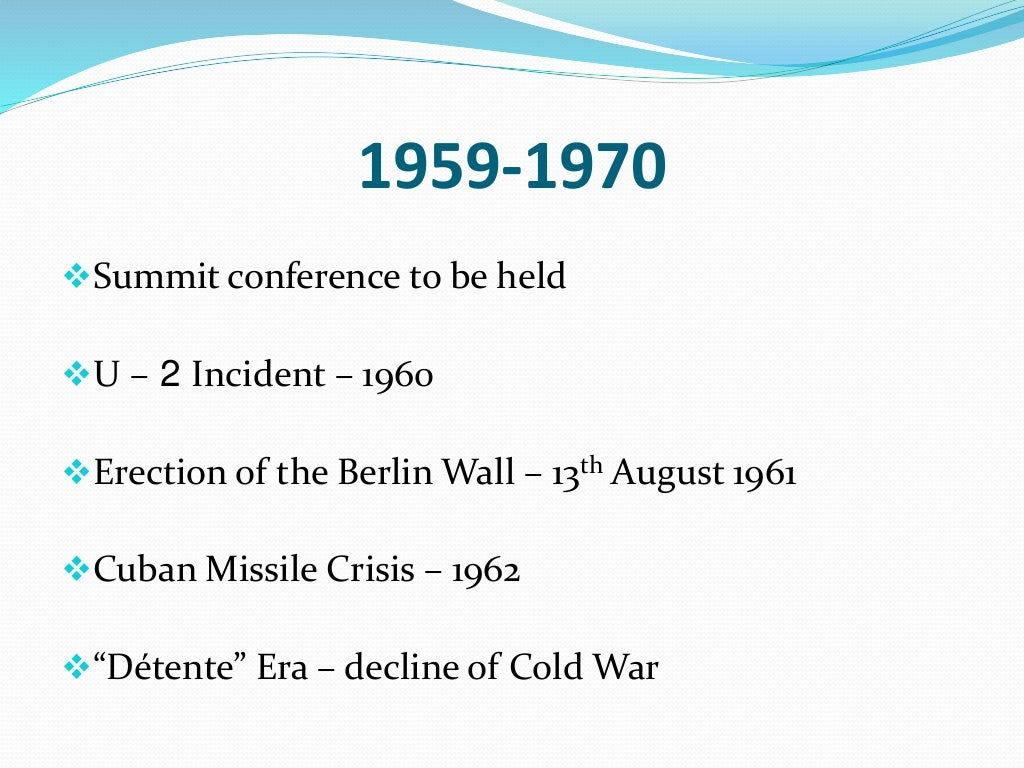 1959-1970
❖Summit conference to be held
❖U – 2 Incident – 1960
❖Erection of the Berlin Wall – 13th August 1961
❖Cuban Missile Crisis – 1962
❖“Détente” Era – decline of Cold War